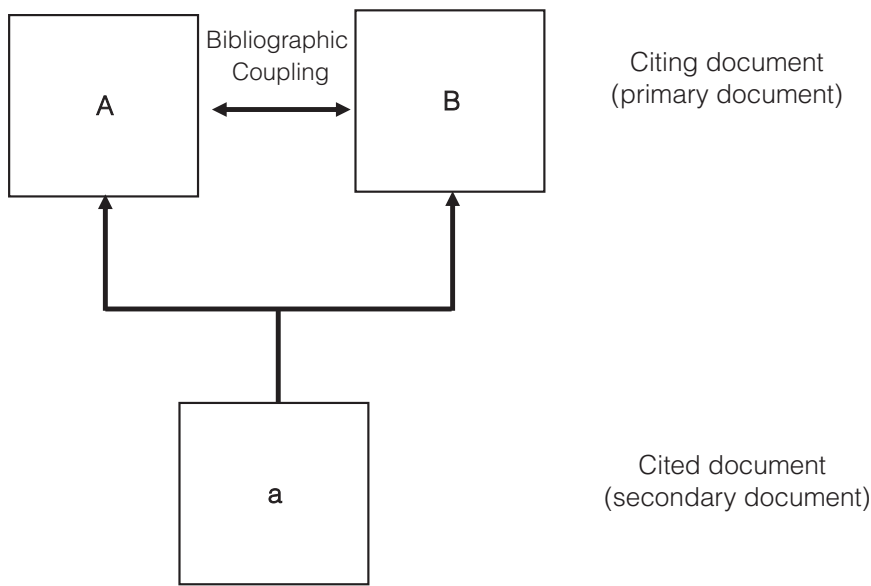 Bibliographic
Coupling
A
B
Citing document
(primary document)
a
Cited document
(secondary document)